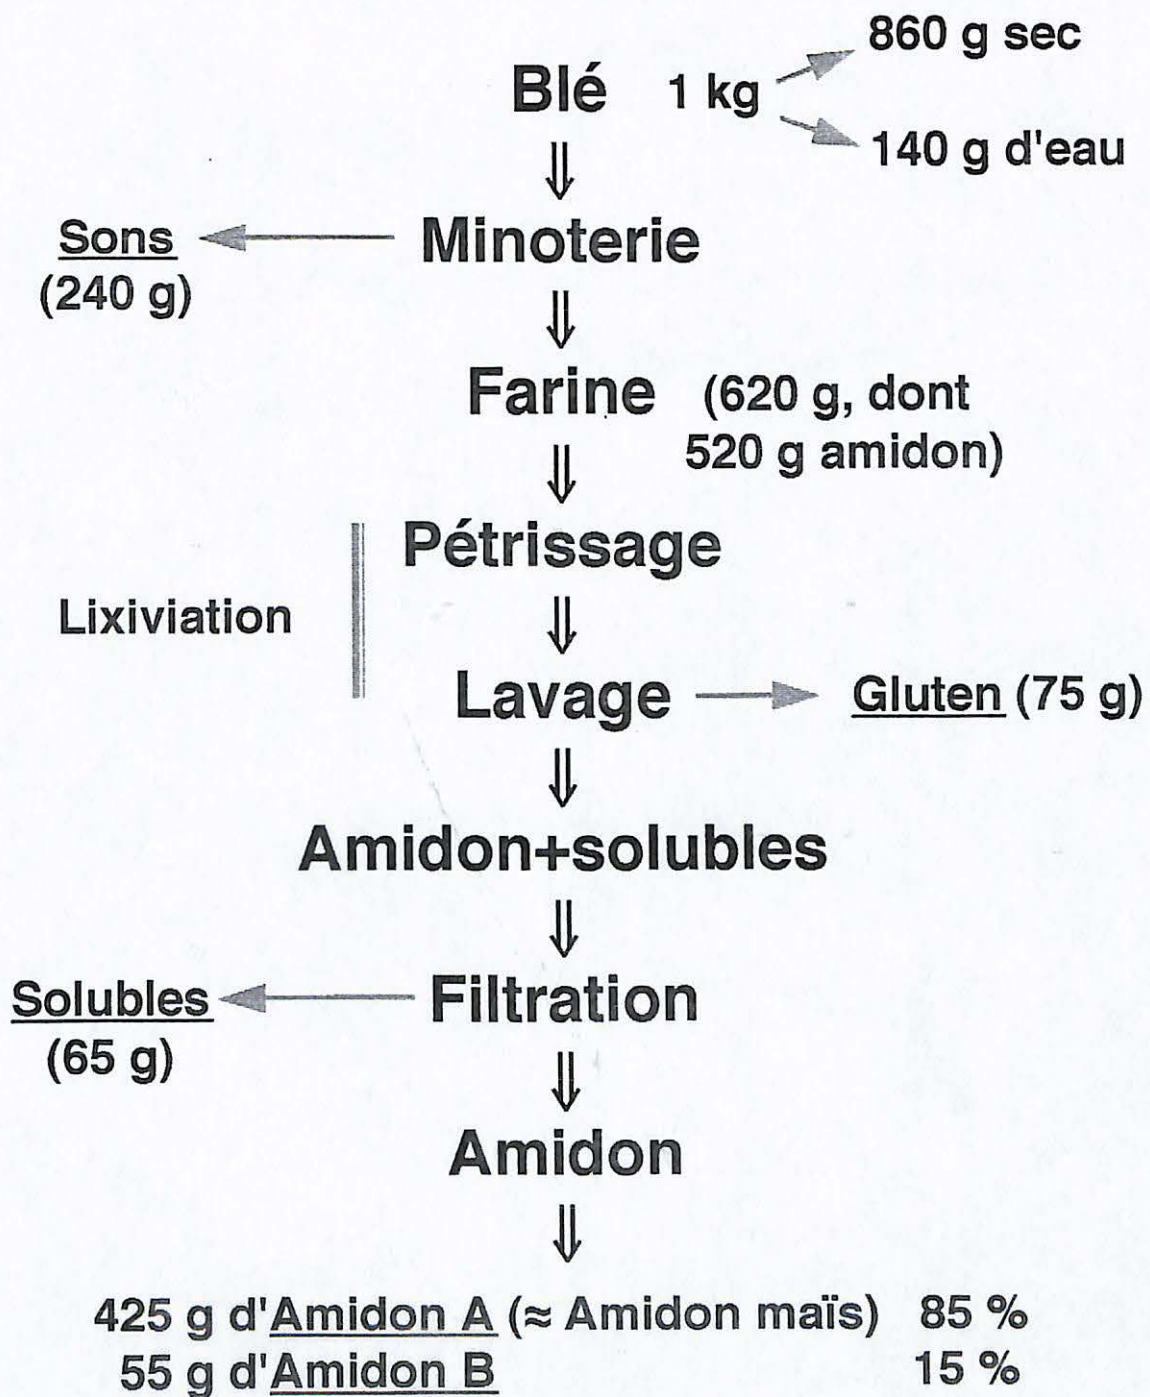 860 g sec
Blé 1 kg
140 g d'eau
Sons
(240 g)
Minoterie
Farine (620 g, dont
520 g amidon)
Pétrissage
Lixiviation
Lavage
Gluten (75 g)
Amidon+solubles
Solubles
(65 g)
Filtration
Amidon
425 g d'Amidon A (≈ Amidon maïs) 85 %
55 g d'Amidon B 15 %